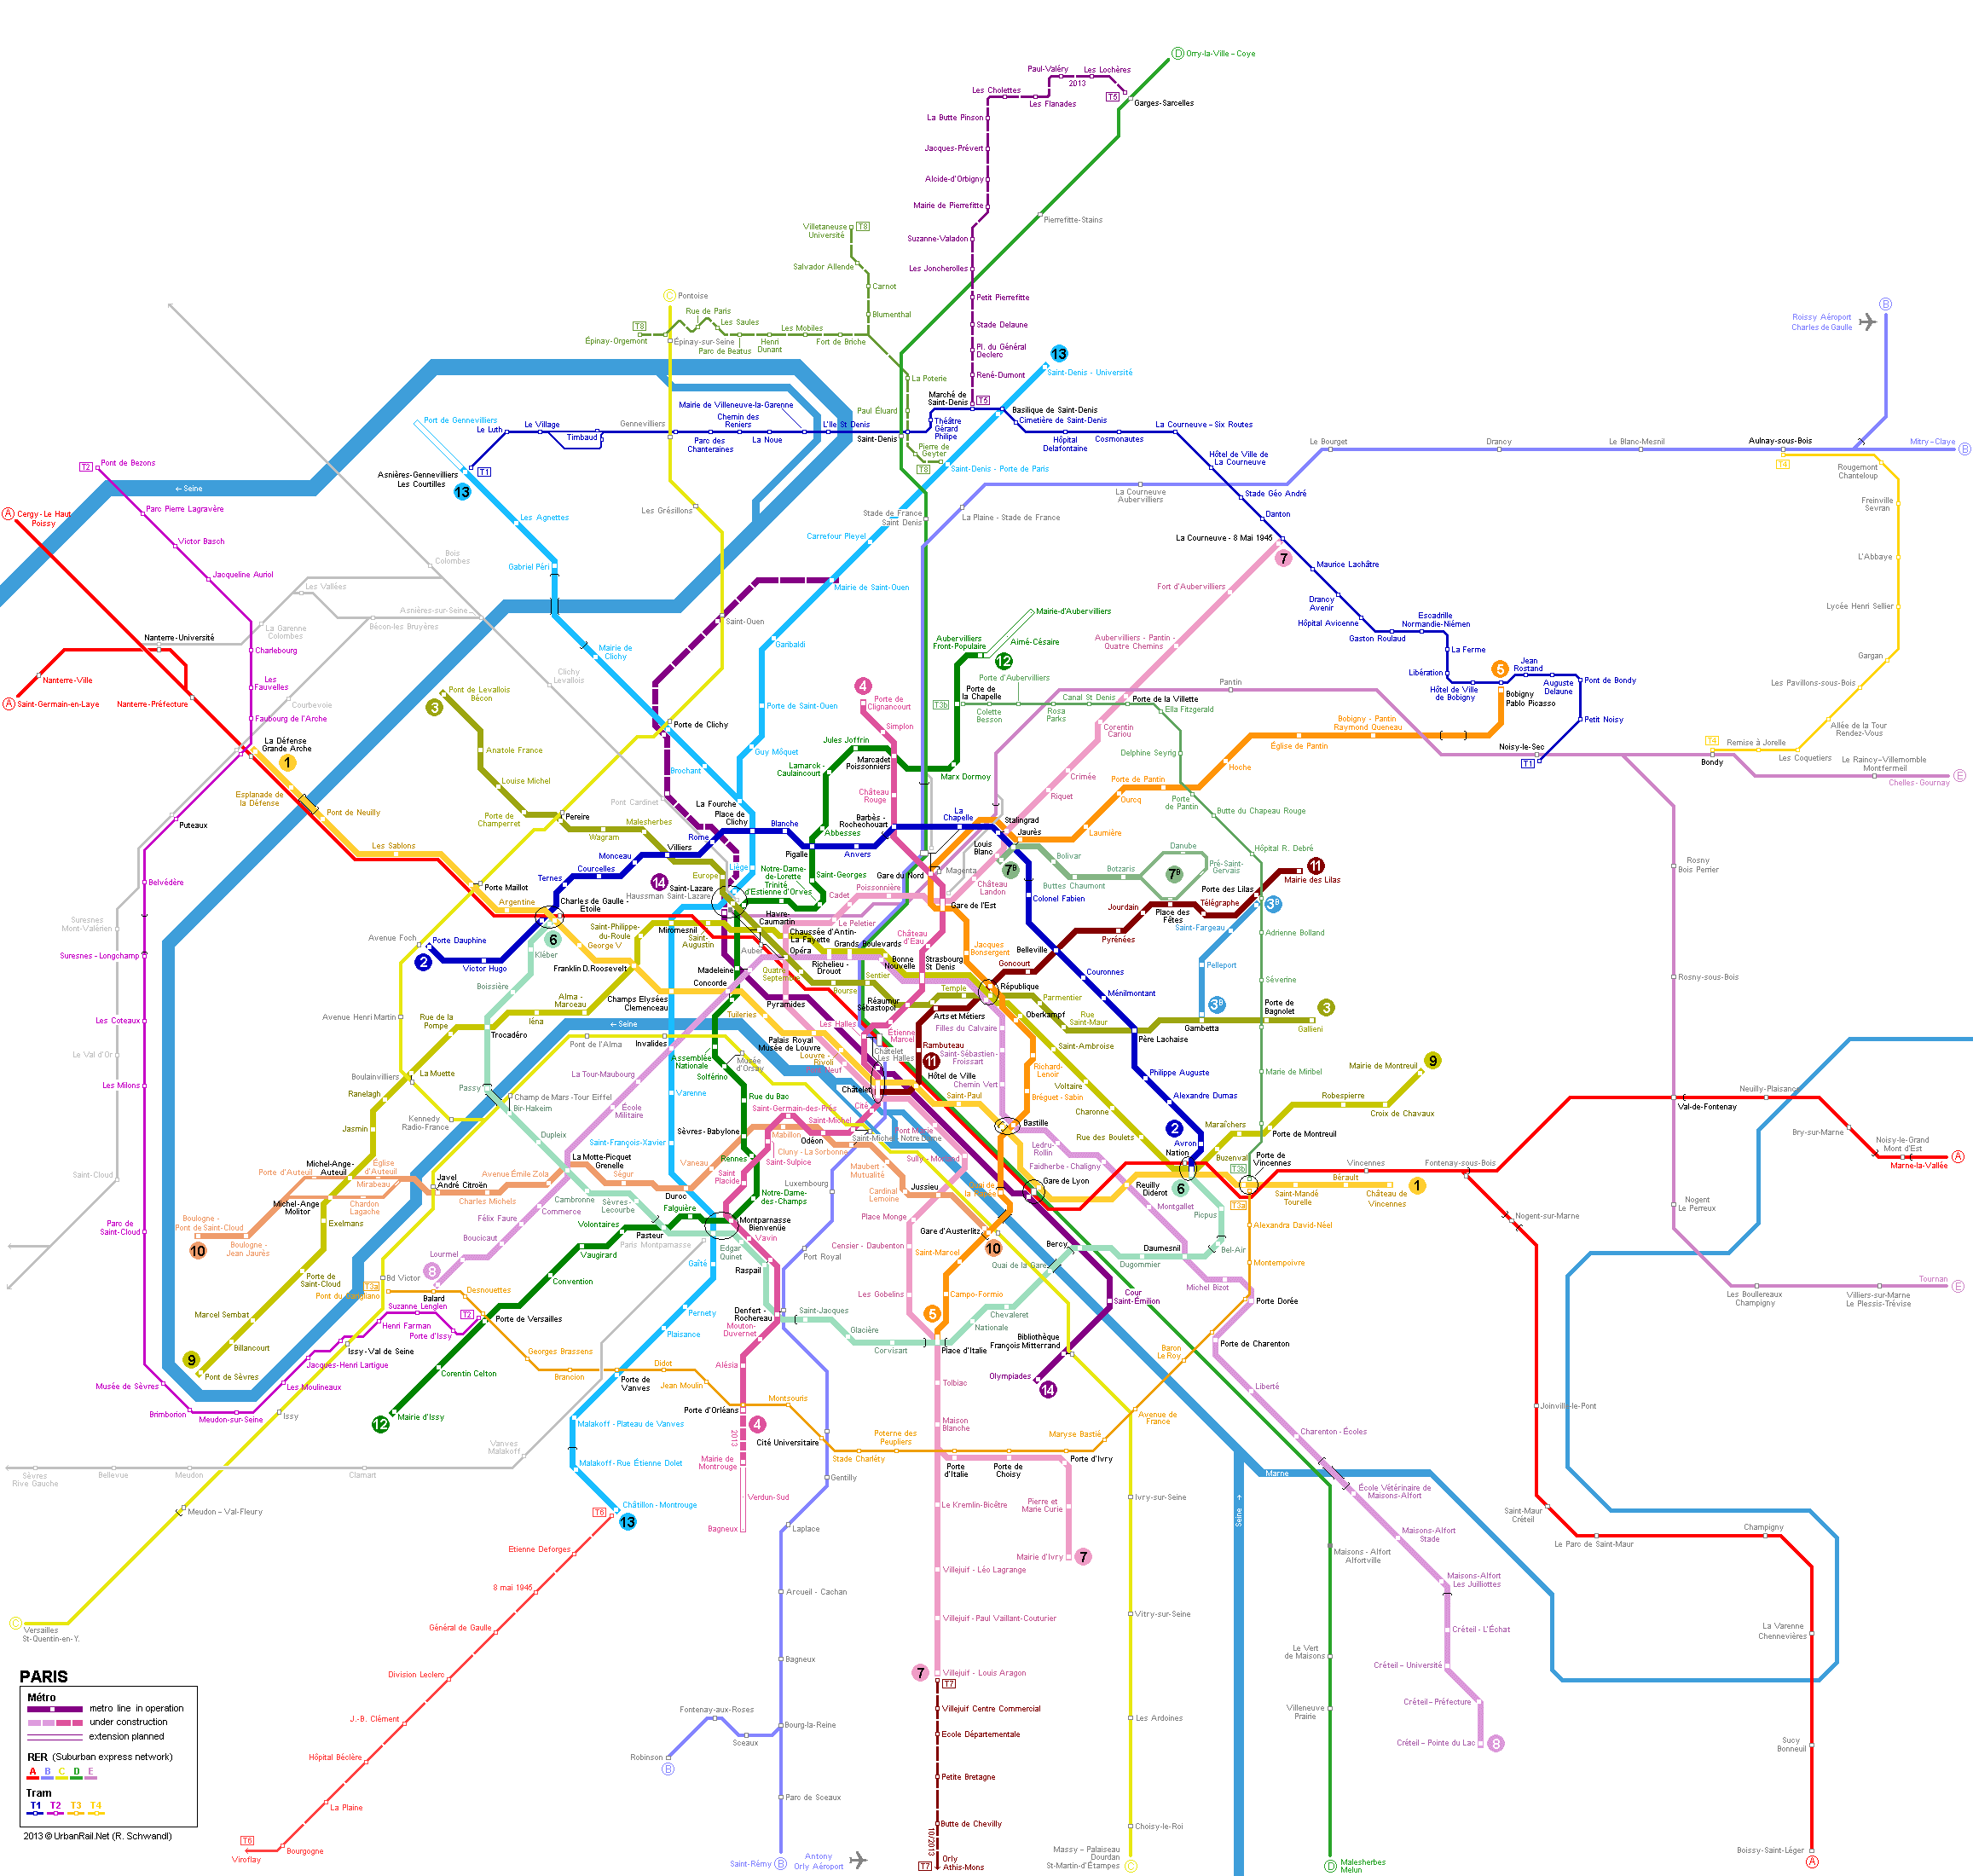 D Orry-la-Ville – Coye
Paul-Valéry
Les Lochères
2013
T5
Les Cholettes
Les Flanades
Garges-Sarcelles
La Butte Pinson
Jacques-Prévert
Alcide-d'Orbigny
Mairie de Pierrefitte
Pierrefitte-Stains
Suzanne-Valadon
Les Joncherolles
Petit Pierrefitte
Stade Delaune
Pl. du Général
Declerc
René-Dumont
Marché de
Saint-Denis
T5
Villetaneuse
Université
T8
Salvador Allende
Carnot
Blumenthal
C Pontoise
T8
Épinay-Orgemont
Rue de Paris
Les Saules
Épinay-sur-Seine
Parc de Beatus
Henri
Dunant
Les Mobiles
Fort de Briche
La Poterie
Paul Éluard
Saint-Denis
Pierre de
Geyter
T8
Théâtre
Gérard
Philipe
13
Saint-Denis - Université
Basilique de Saint-Denis
Cimetière de Saint-Denis
Hôpital
Delafontaine
Cosmonautes
La Courneuve – Six Routes
Hôtel de Ville de
La Courneuve
Stade Géo André
Danton
La Courneuve - 8 Mai 1945
7
Maurice Lachâtre
Drancy
Avenir
Hôpital Avicenne
Gaston Roulaud
Escadrille
Normandie-Niémen
La Ferme
Libération
Hôtel de Ville
de Bobigny
5
Bobigny
Pablo Picasso
Jean
Rostand
Auguste
Delaune
Pont de Bondy
Petit Noisy
Noisy-le-Sec
T1
B
Roissy Aéroport
Charles de Gaulle
Le Bourget
Drancy
Le Blanc-Mesnil
Aulnay-sous-Bois
Mitry-Claye
B
T4
Rougemont
Chanteloup
Freinville
Sevran
L'Abbaye
Lycée Henri Sellier
Gargan
Les Pavillons-sous-Bois
Allée de la Tour
Rendez-Vous
Les Coquetiers
Remise à Jorelle
T4
Bondy
Le Raincy–Villemomble
Montfermeil
Chelles-Gournay
E
Port de Gennevilliers
Le Luth
Le Village
Timbaud
Gennevilliers
Mairie de Villeneuve-la-Garenne
Chemin des
Reniers
Parc des
Chanteraines
La Noue
L'Ile St Denis
T1
Asnières-Gennevilliers
Les Courtilles
13
Saint-Denis - Porte de Paris
La Courneuve
Aubervilliers
La Plaine - Stade de France
Stade de France
Saint Denis
Carrefour Pleyel
Mairie de Saint-Ouen
Les Grésillons
Les Agnettes
Gabriel Péri
Mairie de
Clichy
Saint-Ouen
Garibaldi
Porte de Saint-Ouen
Guy Môquet
Porte de Clichy
Brochant
La Fourche
Place de
Clichy
T2
Pont de Bezons
← Seine
Parc Pierre Lagravère
Victor Basch
Jacqueline Auriol
A Cergy - Le Haut
Poissy
Bois
Colombes
Les Vallées
Asnières-sur-Seine
Bécon-les Bruyères
La Garenne
Colombes
Nanterre-Université
Charlebourg
Les
Fauvelles
Faubourg de l'Arche
Courbevoie
Clichy
Levallois
Nanterre-Ville
A Saint-Germain-en-Laye
Nanterre-Préfecture
La Défense
Grande Arche
1
Esplanade de
la Défense
Pont de Neuilly
Les Sablons
Puteaux
Belvédère
Suresnes
Mont-Valérien
Suresnes - Longchamp
Les Coteaux
Le Val d'Or
Les Milons
Saint-Cloud
Parc de
Saint-Cloud
Musée de Sèvres
Brimborion
Meudon-sur-Seine
Les Moulineaux
Jacques-Henri Lartigue
Issy-Val de Seine
Henri Farman
Suzanne Lenglen
Porte d'Issy
T2
Issy
3
Pont de Levallois
Bécon
Anatole France
Louise Michel
Porte de
Champerret
Pereire
Wagram
Malesherbes
Villiers
Europe
Pont Cardinet
Rome
Monceau
Courcelles
Ternes
Blanche
Pigalle
Anvers
Liège
14
Saint-Lazare
Haussman Saint-Lazare
Porte Maillot
Argentine
Charles de Gaulle -
Étoile
6
Avenue Foch
Porte Dauphine
2
Victor Hugo
Kléber
Boissière
George V
Franklin D.Roosevelt
Saint-Philippe-
du-Roule
Miromesnil
Saint-
Augustin
Havre-
Caumartin
Auber
Opéra
Chaussée d'Antin-
La Fayette
Richelieu -
Drouot
Grands Boulevards
Bonne
Nouvelle
Strasbourg
St Denis
Le Peletier
Cadet
Poissonnière
Notre-Dame-
de-Lorette
Trinité
d'Estienne d'Orves
Saint-Georges
Abbesses
Lamarck -
Caulaincourt
Jules Joffrin
Marcadet
Poissonniers
4
Porte de
Clignancourt
Simplon
Château
Rouge
Barbès -
Rochechouart
La
Chapelle
Marx Dormoy
Porte de
la Chapelle
T3b
12
Aubervilliers
Front-Populaire
Aimé-Césaire
Mairie-d'Aubervilliers
Porte d'Aubervilliers
Colette
Besson
Rosa
Parks
Canal St Denis
Porte de la Villette
Ella Fitzgerald
Delphine Seyrig
Porte
de Pantin
Butte du Chapeau Rouge
Hôpital R. Debré
Fort d'Aubervilliers
Aubervilliers - Pantin -
Quatre Chemins
Corentin
Cariou
Crimée
Riquet
Pantin
Bobigny - Pantin
Raymond Queneau
Église de Pantin
Hoche
Porte de Pantin
Ourcq
Laumière
Stalingrad
Jaurès
Louis
Blanc
7B
Bolivar
Buttes Chaumont
Botzaris
Danube
Pré-Saint-
Gervais
7B
Place des
Fêtes
Jourdain
Pyrénées
Télégraphe
Porte des Lilas
Mairie des Lilas
11
3B
Saint-Fargeau
Pelleport
3B
Gambetta
Adrienne Bolland
Séverine
Porte de
Bagnolet
3
Gallieni
Marie de Miribel
Gare du Nord
Magenta
Château
Landon
Gare de l'Est
Château
d'Eau
Jacques
Bonsergent
Colonel Fabien
Belleville
Goncourt
Couronnes
Ménilmontant
Père Lachaise
Philippe Auguste
Alexandre Dumas
2
Avron
Nation
République
Parmentier
Rue
Saint-Maur
Oberkampf
Saint-Ambroise
Voltaire
Charonne
Rue des Boulets
Temple
Arts et Métiers
Réaumur
Sébastopol
Sentier
Bourse
Quatre
Septembre
Filles du Calvaire
Saint-Sébastien -
Froissart
Chemin Vert
Richard-
Lenoir
Bréguet - Sabin
Bastille
Étienne
Marcel
Rambuteau
11
Les Halles
Châtelet
Les Halles
Hôtel de Ville
Châtelet
Saint-Paul
Cité
Pont Marie
Sully - Morland
Pont Neuf
Louvre -
Rivoli
Palais Royal
Musée de Louvre
Pyramides
Tuileries
Madeleine
Concorde
Champs Elysées
Clemenceau
Invalides
Assemblée
Nationale
Solférino
Musée
d'Orsay
Rue du Bac
Sèvres - Babylone
Rennes
Notre-Dame-
des-Champs
Varenne
Saint-François-Xavier
Vaneau
Duroc
Ségur
La Tour-Maubourg
École
Militaire
La Motte-Picquet
Grenelle
Pont de l'Alma
← Seine
Alma -
Marceau
Iéna
Trocadéro
Rue de la
Pompe
Avenue Henri Martin
La Muette
Boulainvilliers
Ranelagh
Jasmin
Passy
Champ de Mars - Tour Eiffel
Bir-Hakeim
Kennedy
Radio-France
Dupleix
Michel-Ange-
Auteuil
Église
d'Auteuil
Porte d'Auteuil
Mirabeau
Javel
André Citroën
Michel-Ange
Molitor
Chardon
Lagache
Exelmans
Porte de
Saint-Cloud
Marcel Sembat
Billancourt
9
Pont de Sèvres
Boulogne -
Pont de Saint-Cloud
10
Boulogne -
Jean Jaurès
Charles Michels
Avenue Émile Zola
Cambronne
Sèvres-
Lecourbe
Commerce
Félix Faure
Boucicaut
Lourmel
8
Balard
T3a
Pont du Garigliano
Bd Victor
Desnouettes
Porte de Versailles
Corentin Celton
12 Mairie d'Issy
Convention
Vaugirard
Volontaires
Pasteur
Falguière
Paris Montparnasse
Montparnasse
Bienvenüe
Edgar
Quinet
Gaîté
Pernety
Plaisance
Vavin
Raspail
Denfert -
Rochereau
Mouton-
Duvernet
Alésia
Porte d'Orléans
4
2013
Mairie de
Montrouge
Verdun-Sud
Bagneux
Saint-Germain-des-Prés
Mabillon
Saint-Sulpice
Saint
Placide
Odéon
Saint-Michel
Saint-Michel Notre Dame
Cluny - La Sorbonne
Luxembourg
Maubert -
Mutualité
Cardinal
Lemoine
Jussieu
Place Monge
Censier - Daubenton
Les Gobelins
Port Royal
Saint-Jacques
Glacière
Corvisart
Place d'Italie
Nationale
Chevaleret
Quai de la Gare
Bercy
Campo-Formio
5
Saint-Marcel
Gare d'Austerlitz
10
Quai de
la Rapée
Gare de Lyon
Ledru-
Rollin
Faidherbe - Chaligny
Reuilly
Diderot
6
Montgallet
Daumesnil
Dugommier
Bel-Air
Picpus
Michel Bizot
Porte Dorée
Porte de Charenton
Liberté
Charenton - Écoles
École Vétérinaire de
Maisons-Alfort
Maisons-Alfort
Stade
Maisons-Alfort
Les Juilliottes
Créteil - L'Échat
Créteil – Université
Créteil – Préfecture
Créteil – Pointe du Lac 8
Buzenval
Maraîchers
Porte de Montreuil
Robespierre
Croix de Chavaux
Mairie de Montreuil
9
T3b
Porte de
Vincennes
T3a
Saint-Mandé
Tourelle
Bérault
Château de
Vincennes
1
Alexandra David-Néel
Montempoivre
Vincennes
Fontenay-sous-Bois
Val-de-Fontenay
Neuilly-Plaisance
Bry-sur-Marne
Noisy-le-Grand
Mont d'Est
Marne-la-Vallée
A
Rosny
Bois Perrier
Rosny-sous-Bois
Nogent
Le Perreux
Les Boullereaux
Champigny
Villiers-sur-Marne
Le Plessis-Trévise
Tournan
E
Nogent-sur-Marne
Joinville-le-Pont
Saint-Maur
Créteil
Le Parc de Saint-Maur
Champigny
La Varenne
Chennevières
Sucy
Bonneuil
Boissy-Saint-Léger
A
Cour
Saint-Émilion
Bibliothèque
François Mitterrand
Olympiades
14
Tolbiac
Maison
Blanche
Porte
d'Italie
Porte de
Choisy
Porte d'Ivry
Pierre et
Marie Curie
Mairie d'Ivry 7
Le Kremlin-Bicêtre
Villejuif - Léo Lagrange
Villejuif - Paul Vaillant-Couturier
7 Villejuif - Louis Aragon
T7
Villejuif Centre Commercial
Ecole Départementale
Petite Bretagne
Butte de Chevilly
10/2013
T7
Orly
Athis-Mons
Baron
Le Roy
Avenue de
France
Maryse Bastié
Poterne des
Peupliers
Stade Charléty
Cité Universitaire
Montsouris
Jean Moulin
Didot
Porte de
Vanves
Brancion
Georges Brassens
Malakoff - Plateau de Vanves
Malakoff - Rue Étienne Dolet
Châtillon - Montrouge
13
T6
Etienne Deforges
8 mai 1945
Général de Gaulle
Division Leclerc
J.-B. Clément
Hôpital Béclère
La Plaine
Bourgogne
T6
Viroflay
Vanves
Malakoff
Clamart
Meudon
Bellevue
Sèvres
Rive Gauche
Meudon – Val-Fleury
C
Versailles
St-Quentin-en-Y.
Gentilly
Laplace
Arcueil - Cachan
Bagneux
Bourg-la-Reine
Fontenay-aux-Roses
Sceaux
Robinson
B
Parc de Sceaux
Antony
Orly Aéroport
Saint-Rémy B
Ivry-sur-Seine
Vitry-sur-Seine
Les Ardoines
Choisy-le-Roi
Massy – Palaiseau
Dourdan
St-Martin-d'Étampes
C
Seine →
Marne
Maisons - Alfort
Alfortville
Le Vert
de Maisons
Villeneuve
Prairie
D Malesherbes
Melun
PARIS
Métro
metro line in operation
under construction
extension planned
RER (Suburban express network)
A B C D E
Tram
T1 T2 T3 T4
2013 © UrbanRail.Net (R. Schwandl)